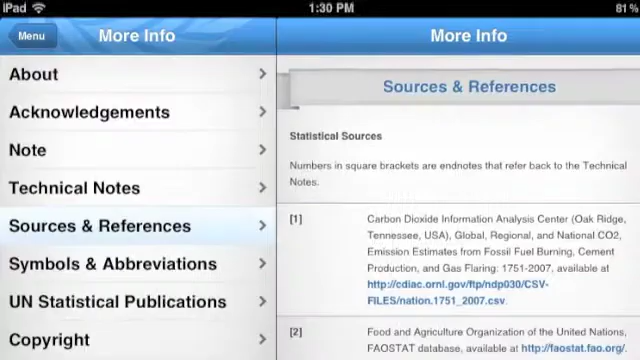 iPad 1:30 PM 81 %
Menu More Info More Info
About
Acknowledgements
Note
Technical Notes
Sources & References
Symbols & Abbreviations
UN Statistical Publications
Copyright
Sources & References
Statistical Sources
Numbers in square brackets are endnotes that refer back to the Technical
Notes.
[1] Carbon Dioxide Information Analysis Center (Oak Ridge,
Tennessee, USA), Global, Regional, and National CO2,
Emission Estimates from Fossil Fuel Burning, Cement
Production, and Gas Flaring: 1751-2007, available at
http://cdiac.ornl.gov/ftp/ndp030/CSV-
FILES/nation.1751_2007.csv.
[2] Food and Agriculture Organization of the United Nations,
FAOSTAT database, available at http://faostat.fao.org/.